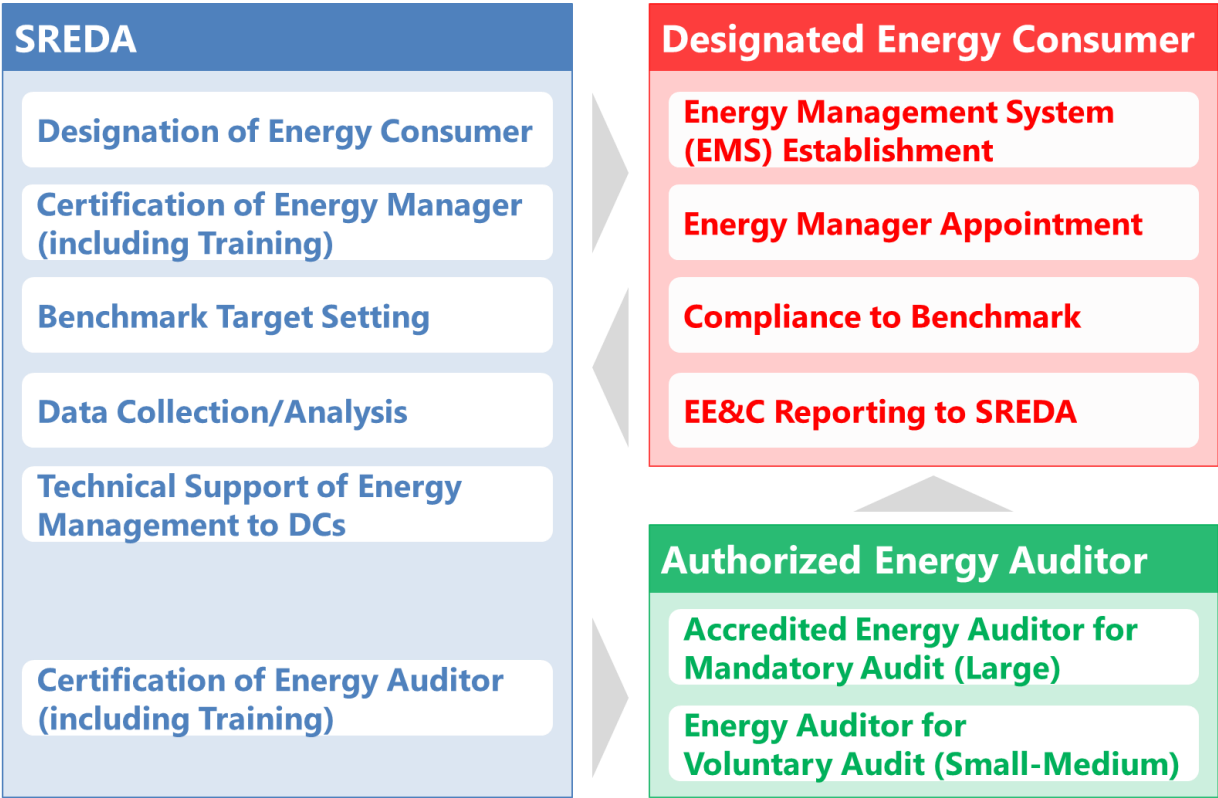 SREDA
Designation of Energy Consumer
Certification of Energy Manager
(including Training)
Benchmark Target Setting
Data Collection/Analysis
Technical Support of Energy
Management to DCs
Certification of Energy Auditor
(including Training)
Designated Energy Consumer
Energy Management System
(EMS) Establishment
Energy Manager Appointment
Compliance to Benchmark
EE&C Reporting to SREDA
Authorized Energy Auditor
Accredited Energy Auditor for
Mandatory Audit (Large)
Energy Auditor for
Voluntary Audit (Small-Medium)